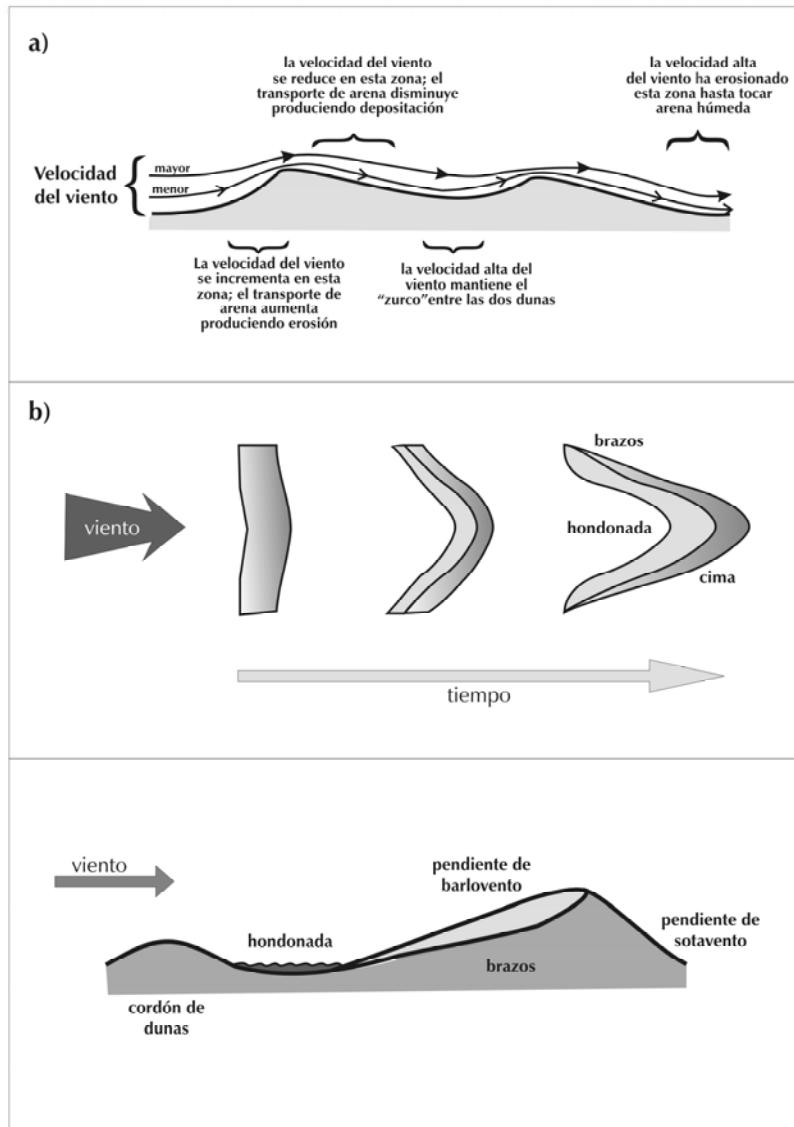 a)
la velocidad del viento
se reduce en esta zona; el
transporte de arena disminuye
produciendo depositación
la velocidad alta
del viento ha erosionado
esta zona hasta tocar
arena húmeda
Velocidad
del viento
mayor
menor
La velocidad del viento
se incrementa en esta
zona; el transporte de
arena aumenta
produciendo erosión
la velocidad alta del
viento mantiene el
“zurco”entre las dos dunas
b)
viento
brazos
hondonada
cima
tiempo
viento
pendiente de
barlovento
pendiente de
sotavento
hondonada
brazos
cordón de
dunas